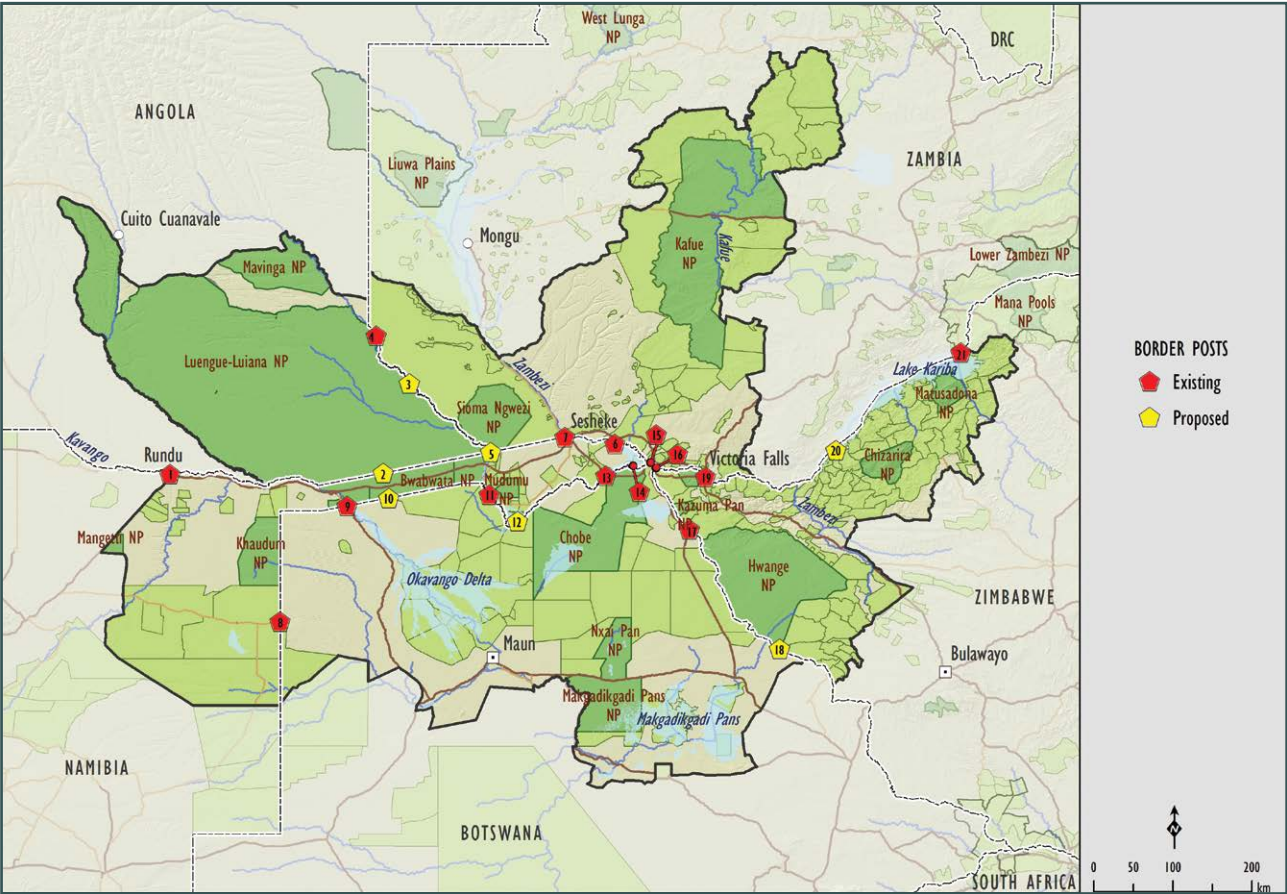 West Lunga
NP
DRC
ANGOLA
ZAMBIA
Liuwa Plains
NP
Cuito Cuanavale
Mongu
Kafue
NP
Kafue
Lower Zambezi NP
Mavinga NP
Mana Pools
NP
4
21
BORDER POSTS
Existing
Proposed
Luengue-Luiana NP
Zambezi
Lake Kariba
3
Matusadona
NP
Sioma Ngwezi
NP
Sesheke
Kavango
7
6
15
Rundu
5
16
Victoria Falls
20
Chizarira
NP
1
2
Bwabwata NP
Mudumu
NP
13
19
9
10
11
14
Kazuma Pan
NP
Zambezi
12
17
Mangetti NP
Khaudum
NP
Chobe
NP
Okavango Delta
Hwange
NP
ZIMBABWE
8
Nxai Pan
NP
Maun
18
Bulawayo
Makgadikgadi Pans
NP
Makgadikgadi Pans
NAMIBIA
BOTSWANA
N
0 50 100 200
km
SOUTH AFRICA